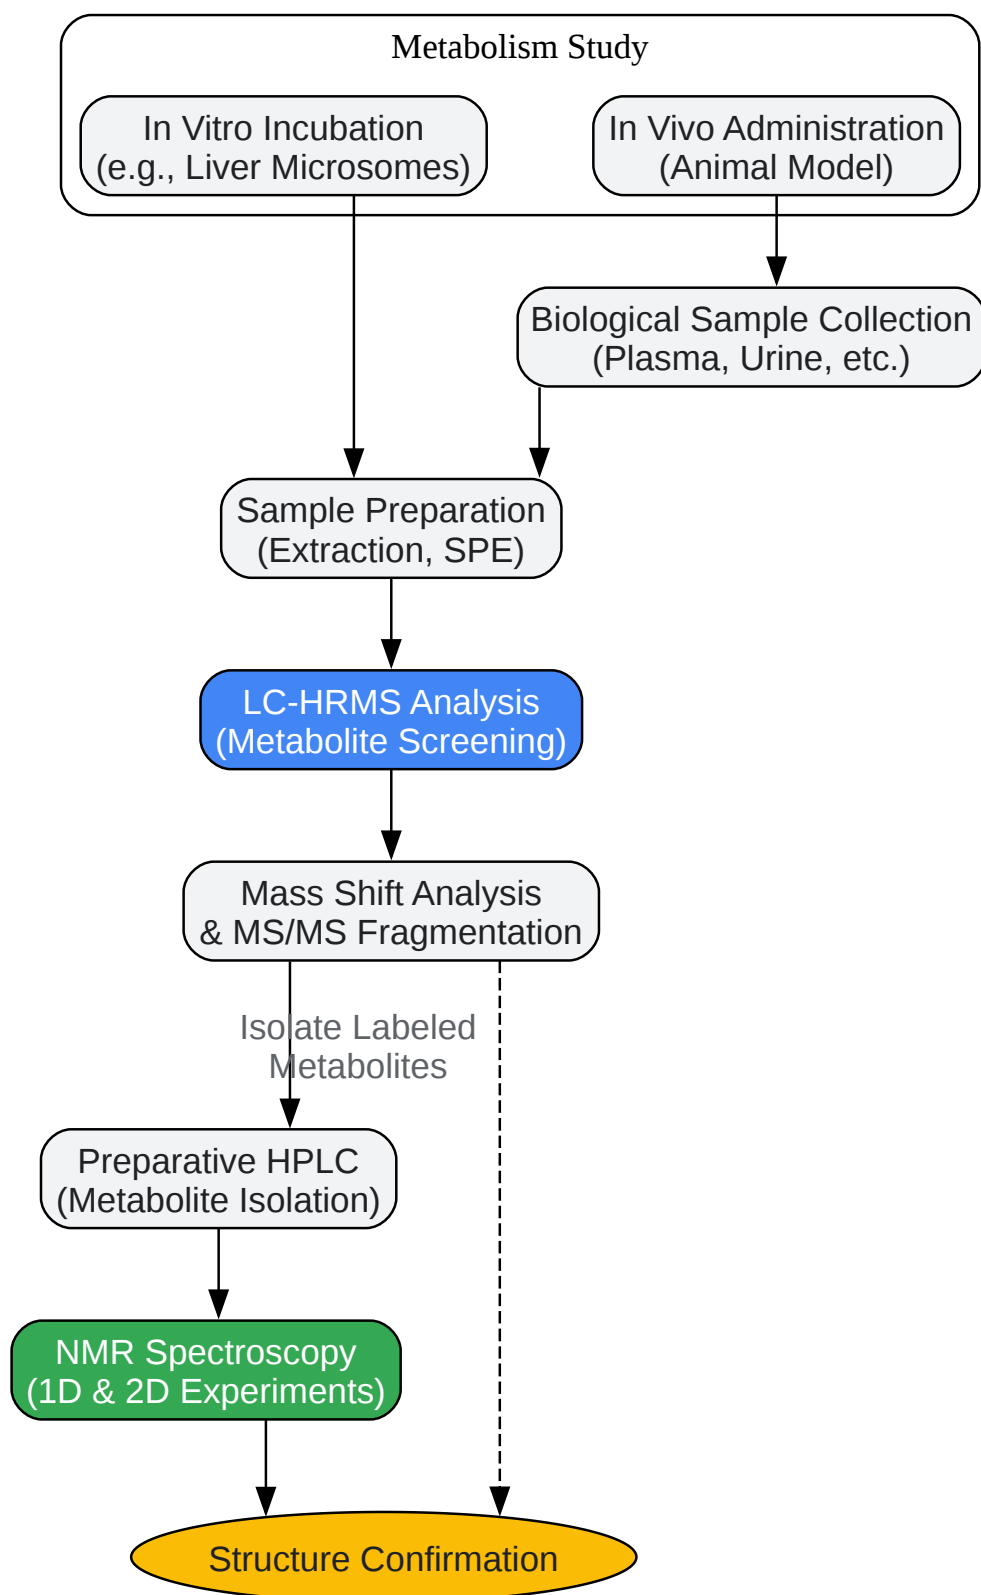 Metabolism Study
In Vitro Incubation
(e.g., Liver Microsomes)
In Vivo Administration
(Animal Model)
Biological Sample Collection
(Plasma, Urine, etc.)
Sample Preparation
(Extraction, SPE)
LC-HRMS Analysis
(Metabolite Screening)
Mass Shift Analysis
& MS/MS Fragmentation
Isolate Labeled
Metabolites
Preparative HPLC
(Metabolite Isolation)
NMR Spectroscopy
(1D & 2D Experiments)
Structure Confirmation